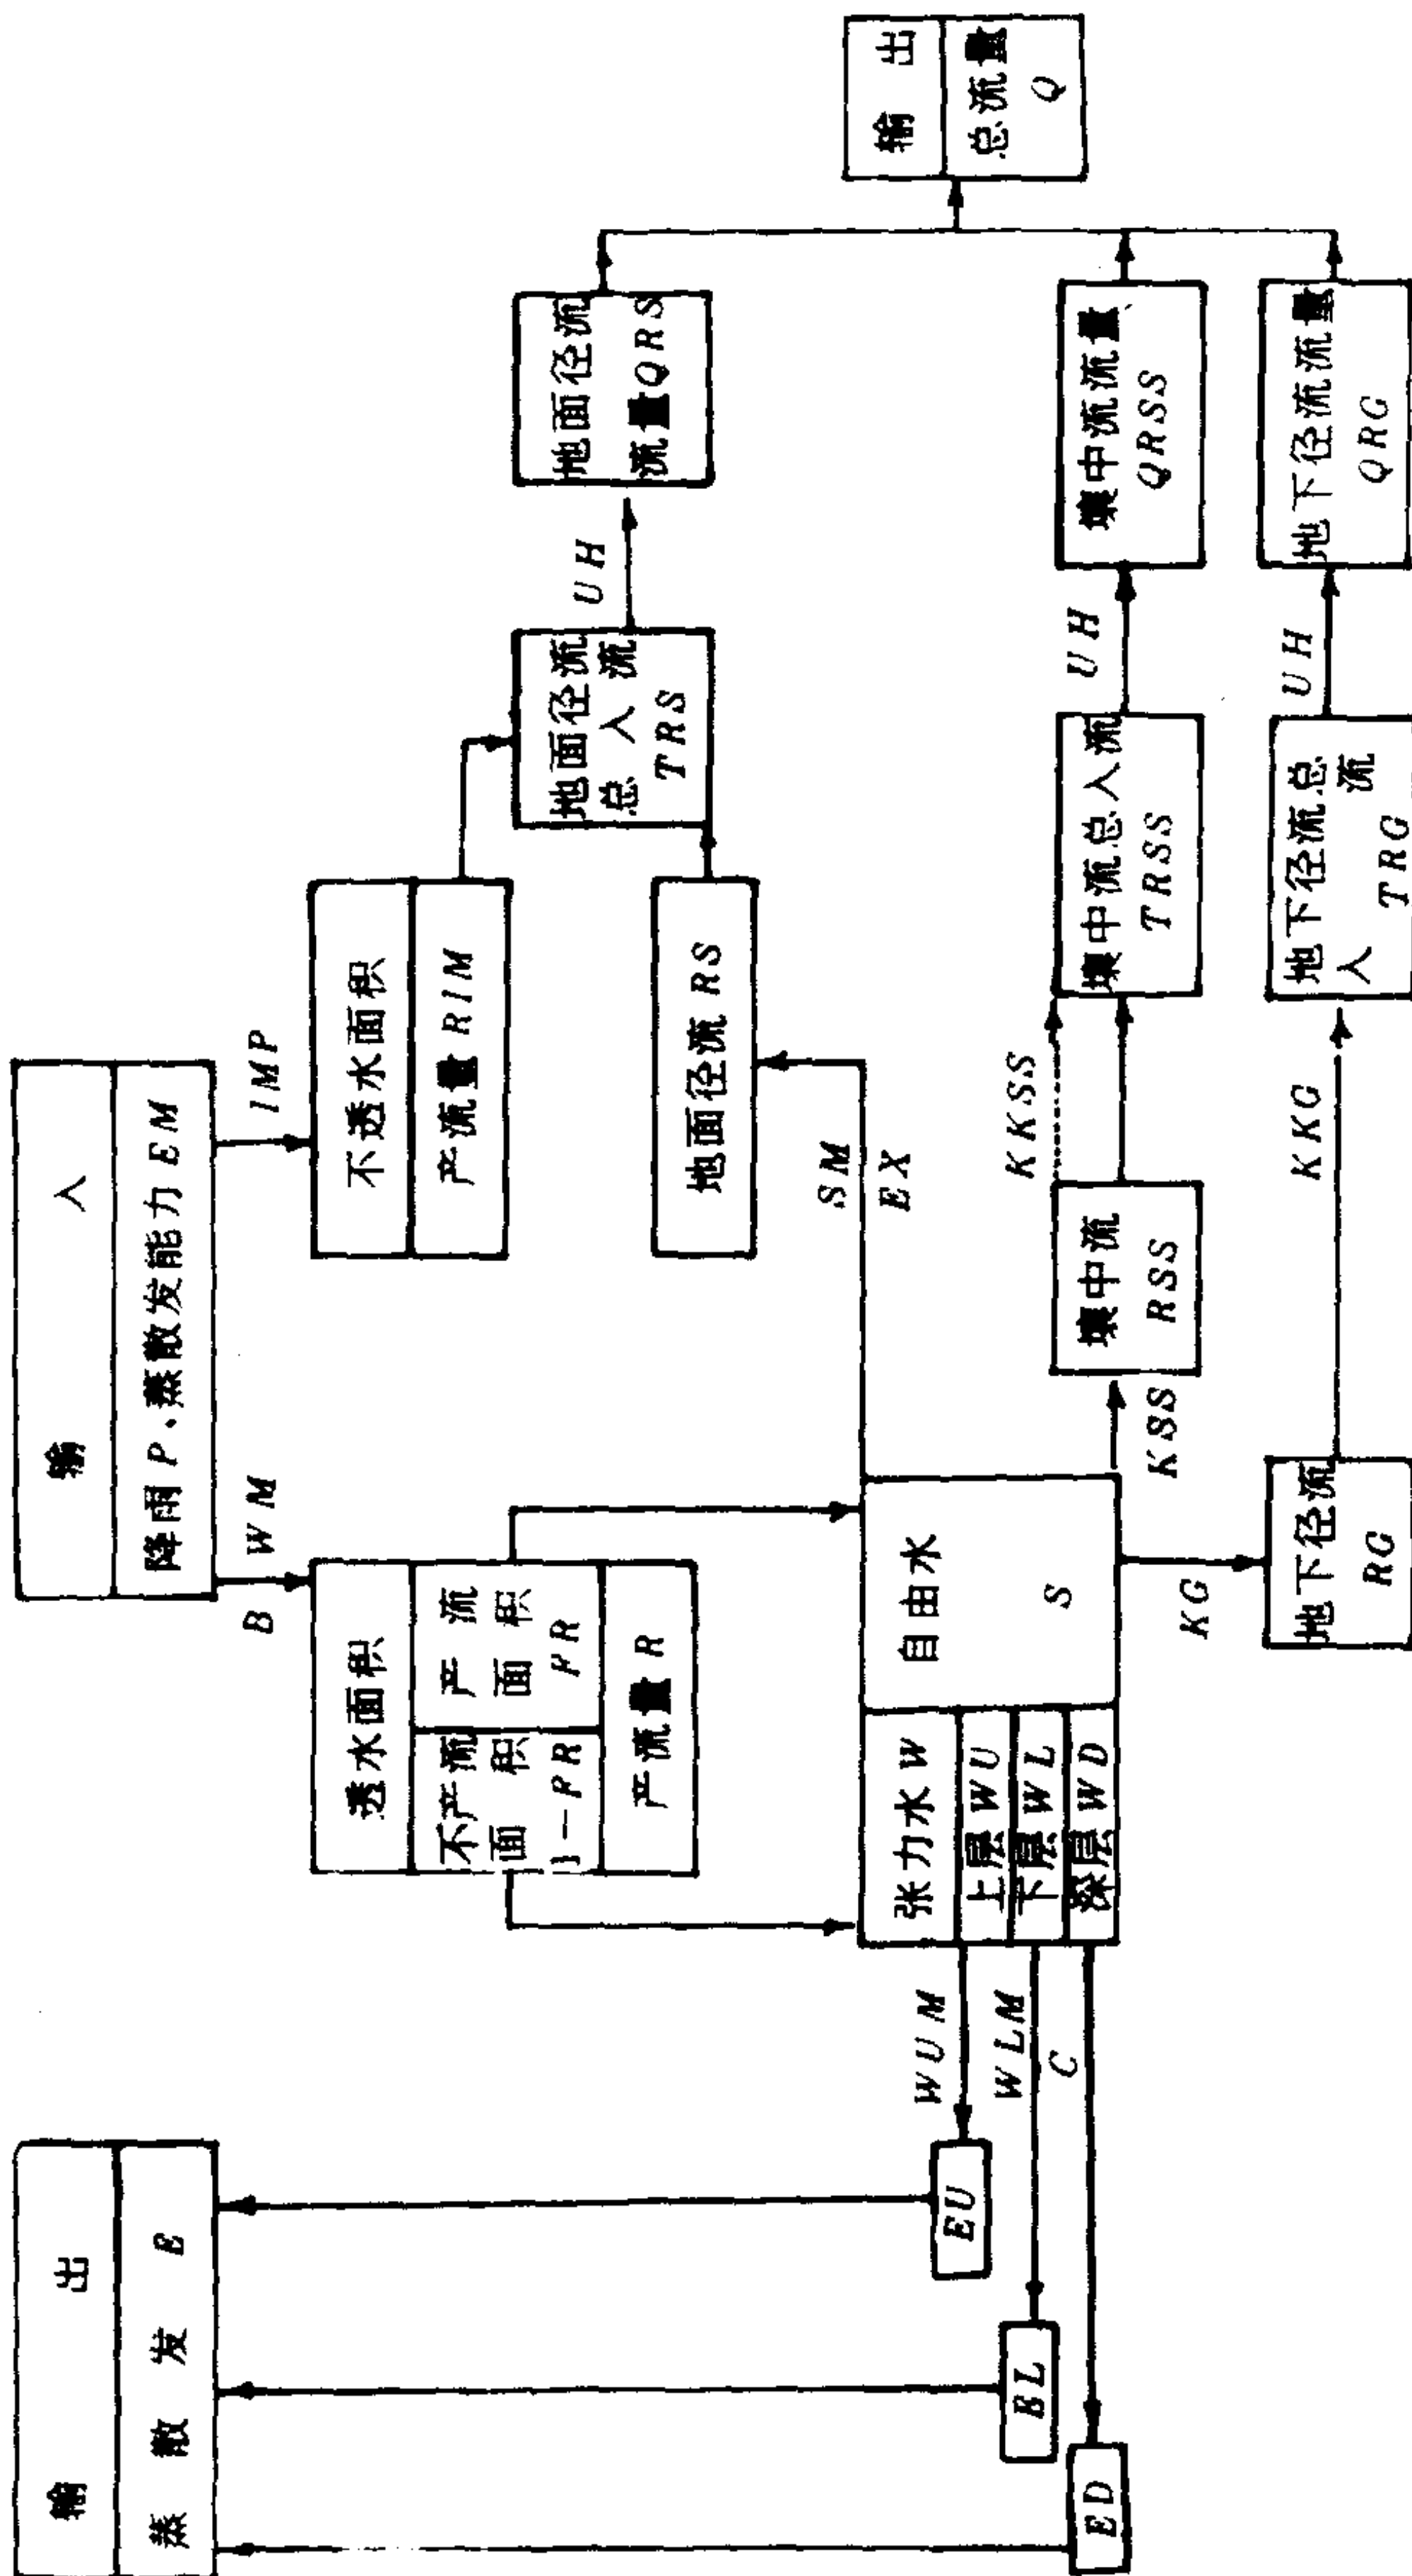 输 出
蒸 散 发 E
输 入
降雨P、蒸散发能力EM
B WM
IMP
透水面积
不产流
面 积
1—FR
产 流
面 积
FR
产流量R
不透水面积
产流量RIM
地面径流
总 入 流
TRS
UH
地面径流
流量QRS
地面径流RS
SM
EX
输 出
总流量
Q
张力水W
上层WU
下层WL
深层WD
自由水
S
WUM
WLM
C
EU
BL
ED
KSS
壤中流
RSS
KKSS
壤中流总入流
TRSS
UH
壤中流流量
QRSS
KG
地下径流
RG
KKG
地下径流总
入 流
TRG
UH
地下径流流量
QRG